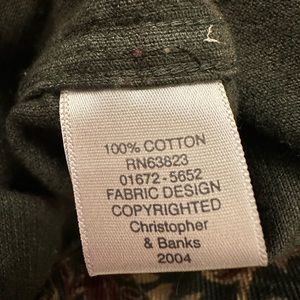 100% COTTON
RN63823
01672-5652
FABRIC DESIGN
COPYRIGHTED
Christopher
& Banks
2004